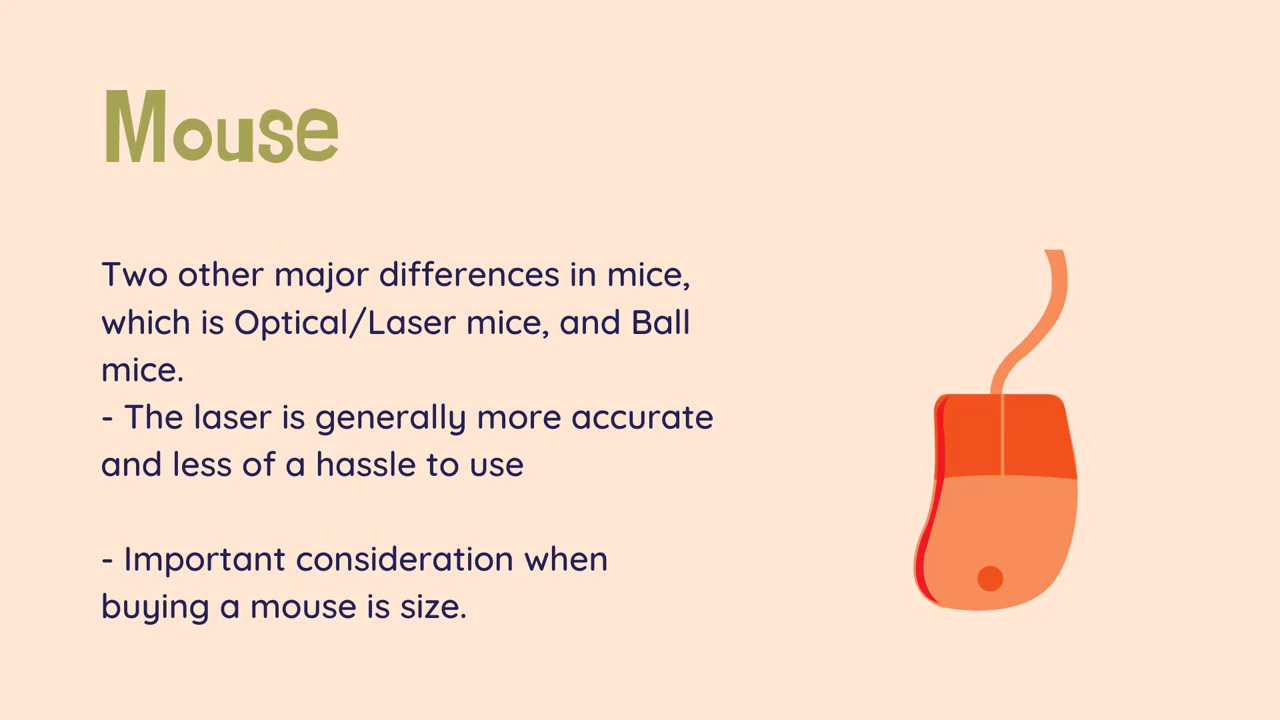 Mouse
Two other major differences in mice,
which is Optical/Laser mice, and Ball
mice.
- The laser is generally more accurate
and less of a hassle to use
- Important consideration when
buying a mouse is size.